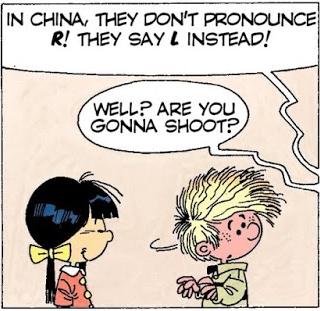 IN CHINA, THEY DON'T PRONOUNCE
R! THEY SAY L INSTEAD!
WELL? ARE YOU
GONNA SHOOT?